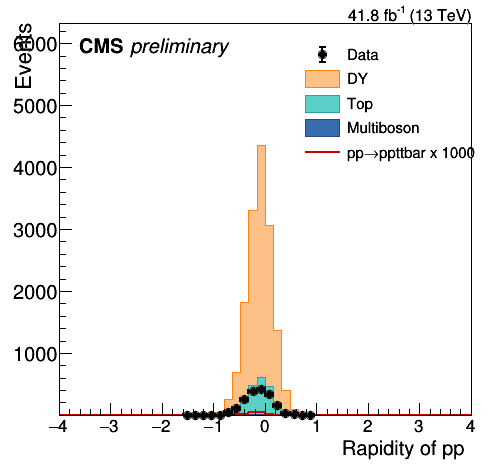 41.8 fb⁻¹ (13 TeV)
CMS preliminary
Events
6000
5000
4000
3000
2000
1000
Data
DY
Top
Multiboson
pp→ppttbar x 1000
−4 −3 −2 −1 0 1 2 3 4
Rapidity of pp